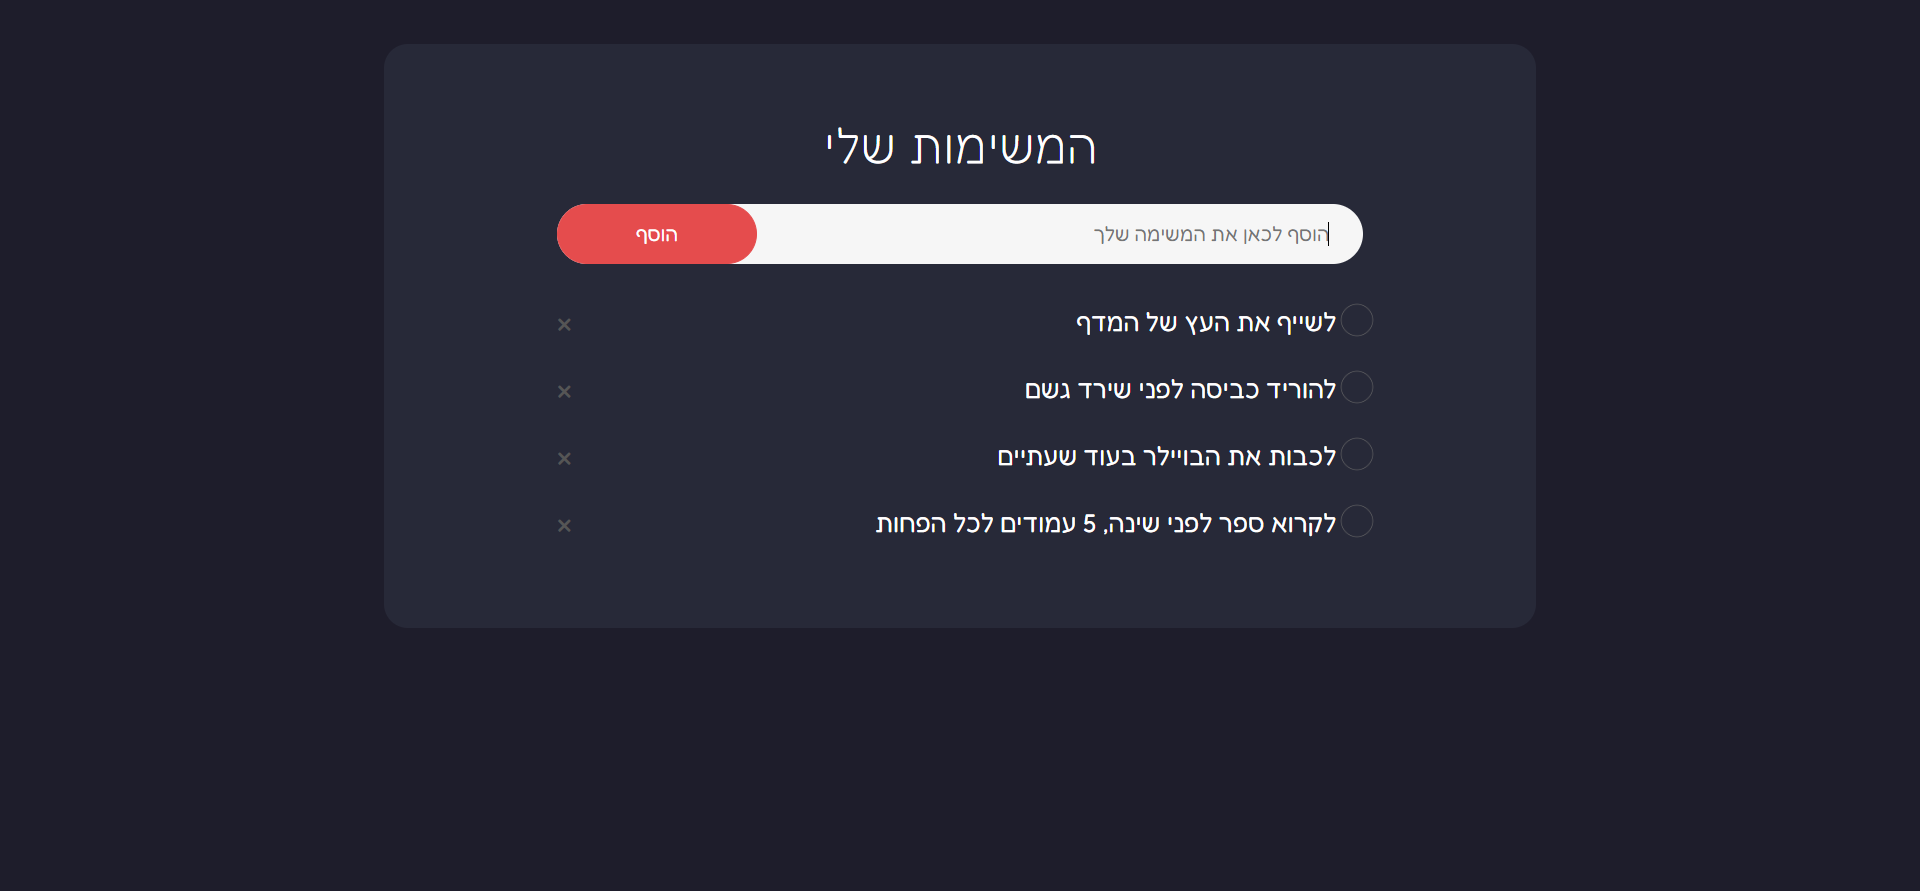 המשימות שלי
הוסף לכאן את המשימה שלך
הוסף
לשייף את העץ של המדף
×
להוריד כביסה לפני שירד גשם
×
לכבות את הבויילר בעוד שעתיים
×
לקרוא ספר לפני שינה, 5 עמודים לכל הפחות
×